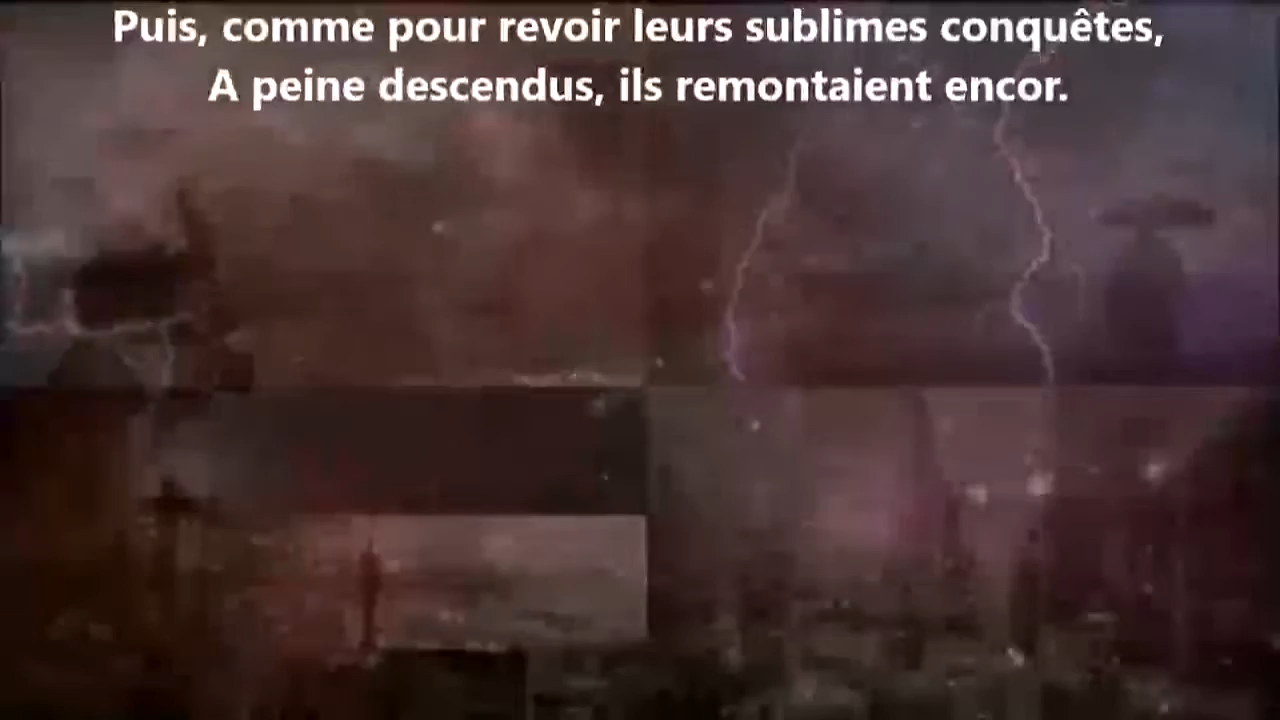 Puis, comme pour revoir leurs sublimes conquêtes,
A peine descendus, ils remontaient encor.